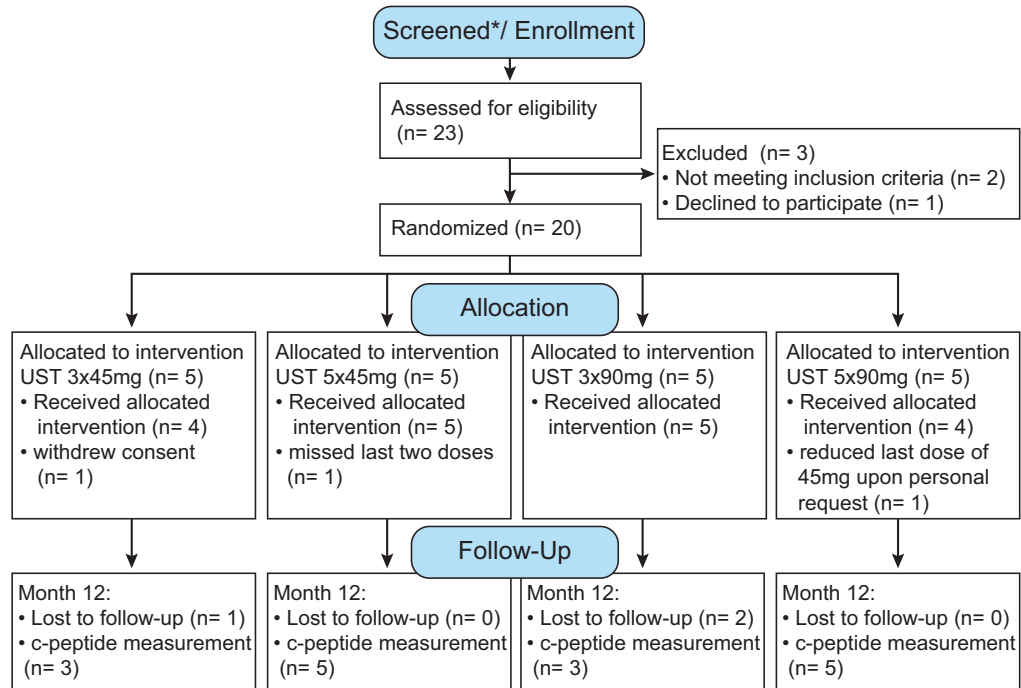 Screened*/ Enrollment
Assessed for eligibility
(n= 23)
Excluded (n= 3)
• Not meeting inclusion criteria (n= 2)
• Declined to participate (n= 1)
Randomized (n= 20)
Allocation
Allocated to intervention
UST 3x45mg (n= 5)
• Received allocated
intervention (n= 4)
• withdrew consent
(n= 1)
Allocated to intervention
UST 5x45mg (n= 5)
• Received allocated
intervention (n= 5)
• missed last two doses
(n= 1)
Allocated to intervention
UST 3x90mg (n= 5)
• Received allocated
intervention (n= 5)
Allocated to intervention
UST 5x90mg (n= 5)
• Received allocated
intervention (n= 4)
• reduced last dose of
45mg upon personal
request (n= 1)
Follow-Up
Month 12:
• Lost to follow-up (n= 1)
• c-peptide measurement
(n= 3)
Month 12:
• Lost to follow-up (n= 0)
• c-peptide measurement
(n= 5)
Month 12:
• Lost to follow-up (n= 2)
• c-peptide measurement
(n= 3)
Month 12:
• Lost to follow-up (n= 0)
• c-peptide measurement
(n= 5)